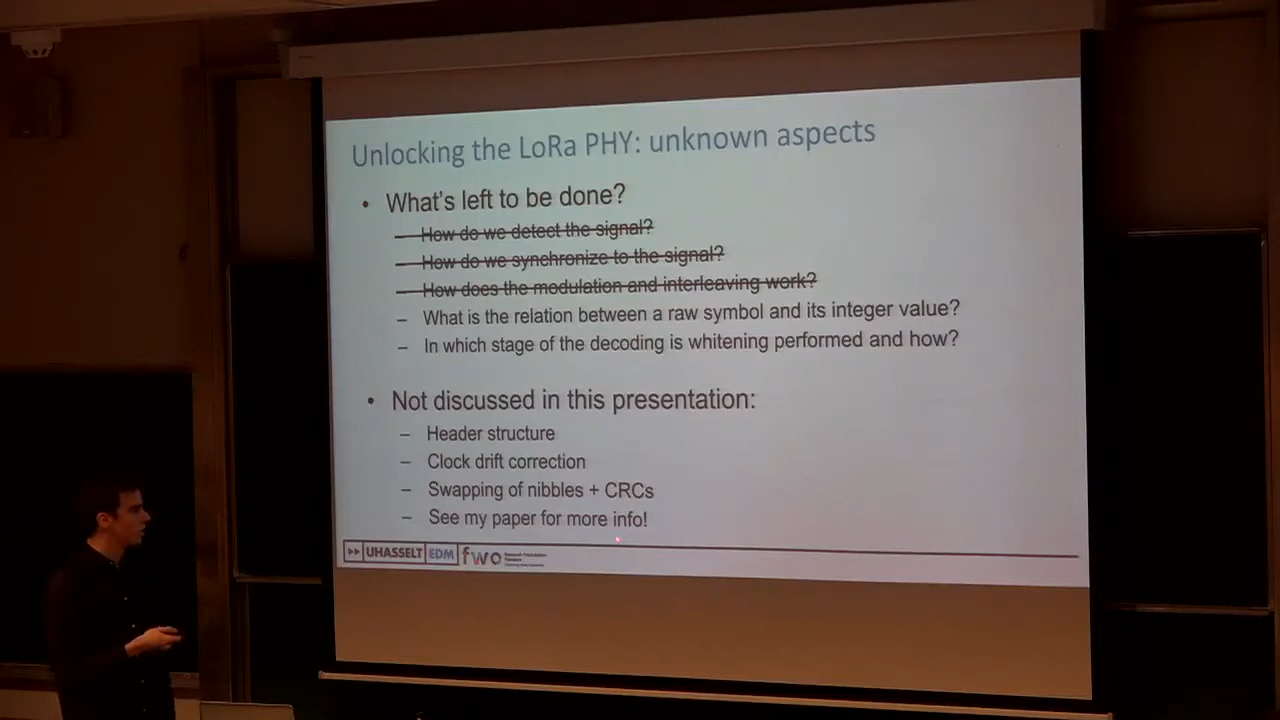 Unlocking the LoRa PHY: unknown aspects
• What's left to be done?
– How do we detect the signal?
– How do we synchronize to the signal?
– How does the modulation and interleaving work?
– What is the relation between a raw symbol and its integer value?
– In which stage of the decoding is whitening performed and how?
• Not discussed in this presentation:
– Header structure
– Clock drift correction
– Swapping of nibbles + CRCs
– See my paper for more info!
UHASSELT EDM fwo
Research Foundation
Flanders